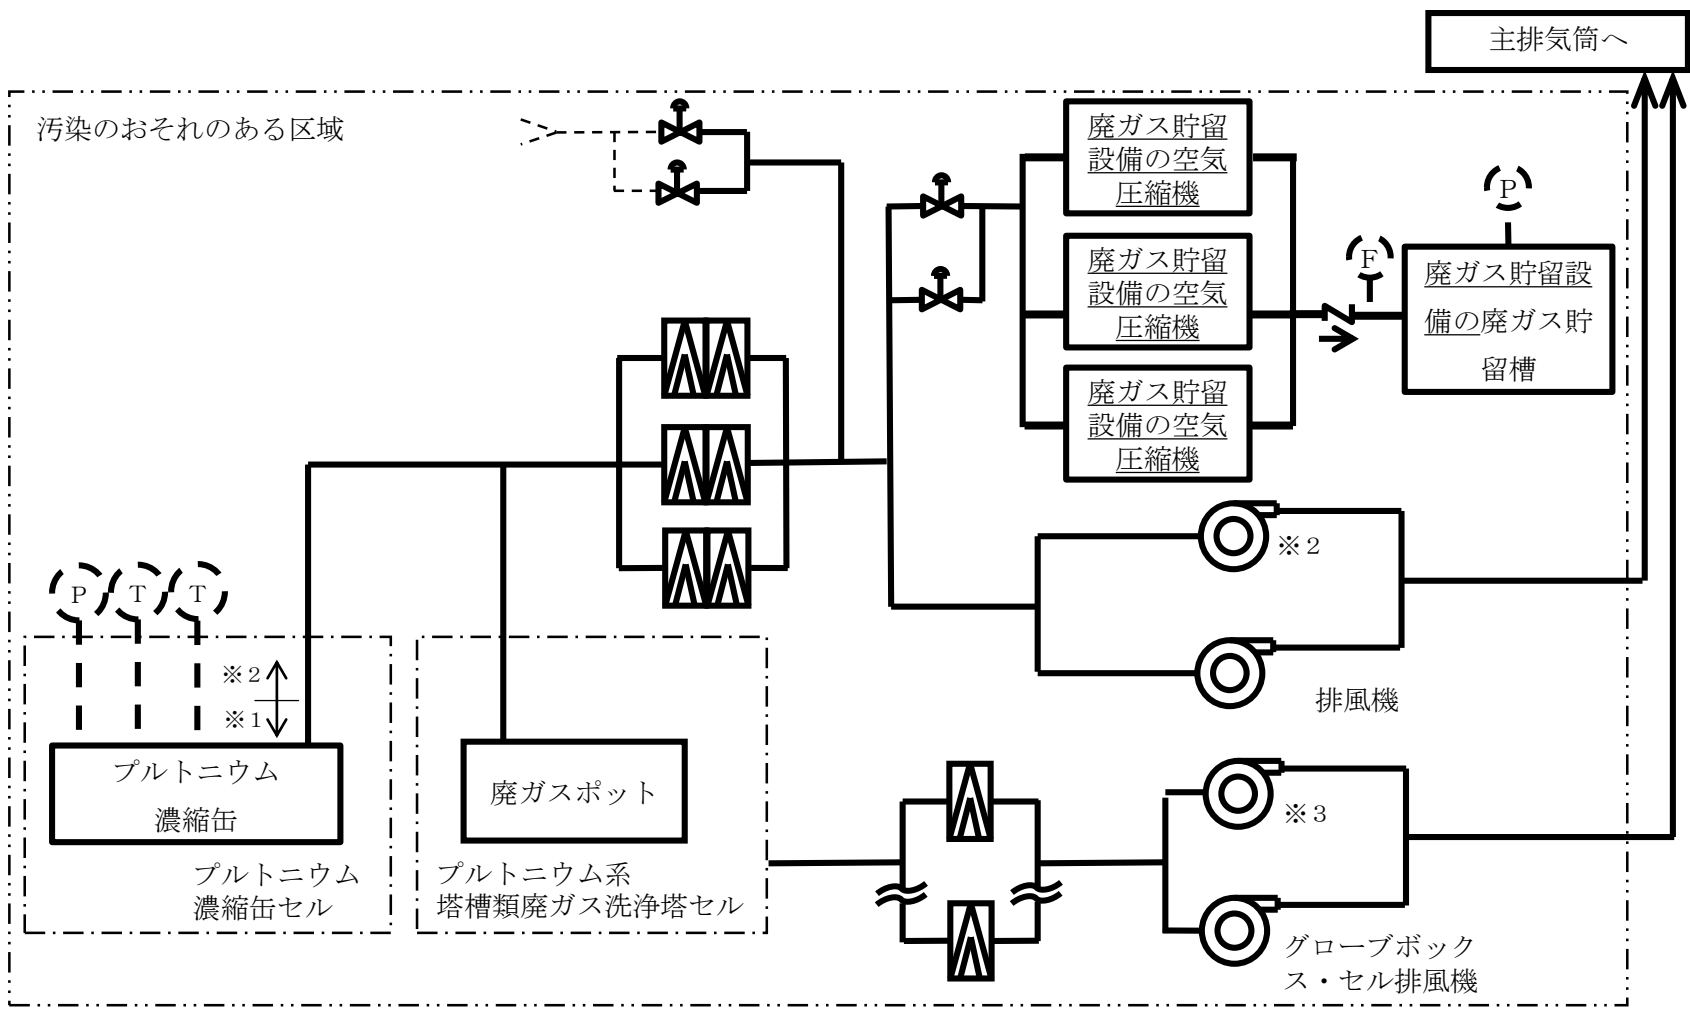 主排気筒へ
汚染のおそれのある区域
廃ガス貯留
設備の空気
圧縮機
P
F
廃ガス貯留
設備の空気
圧縮機
廃ガス貯留設
備の廃ガス貯
留槽
廃ガス貯留
設備の空気
圧縮機
※2
P
T
T
※2
※1
排風機
プルトニウム
濃縮缶
廃ガスポット
※3
プルトニウム
濃縮缶セル
プルトニウム系
塔槽類廃ガス洗浄塔セル
グローブボック
ス・セル排風機